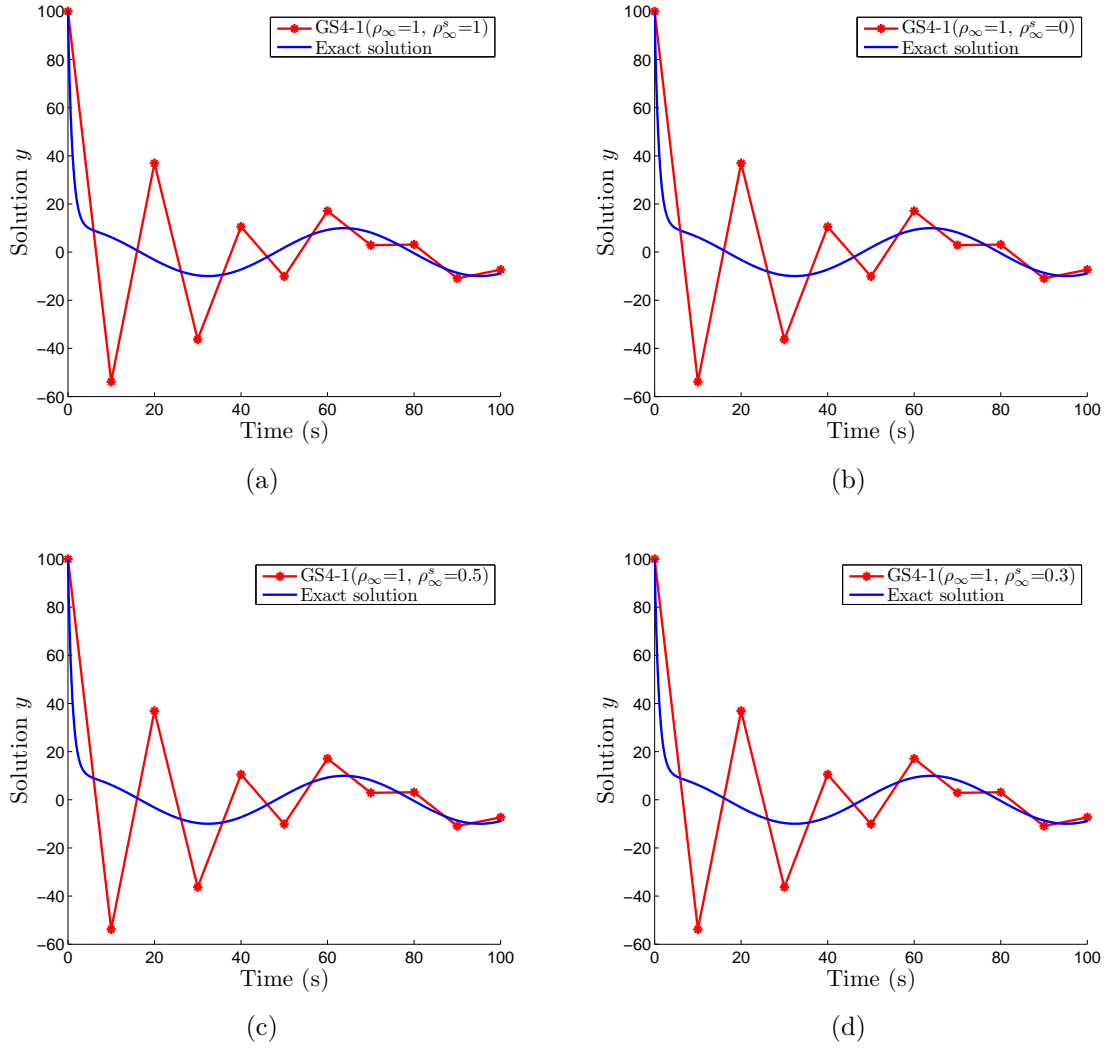 GS4-1(ρ∞=1, ρ∞^s=1)
Exact solution
100
80
60
40
20
0
−20
−40
−60
Solution y
0 20 40 60 80 100
Time (s)
(a)
GS4-1(ρ∞=1, ρ∞^s=0)
Exact solution
100
80
60
40
20
0
−20
−40
−60
Solution y
0 20 40 60 80 100
Time (s)
(b)
GS4-1(ρ∞=1, ρ∞^s=0.5)
Exact solution
100
80
60
40
20
0
−20
−40
−60
Solution y
0 20 40 60 80 100
Time (s)
(c)
GS4-1(ρ∞=1, ρ∞^s=0.3)
Exact solution
100
80
60
40
20
0
−20
−40
−60
Solution y
0 20 40 60 80 100
Time (s)
(d)